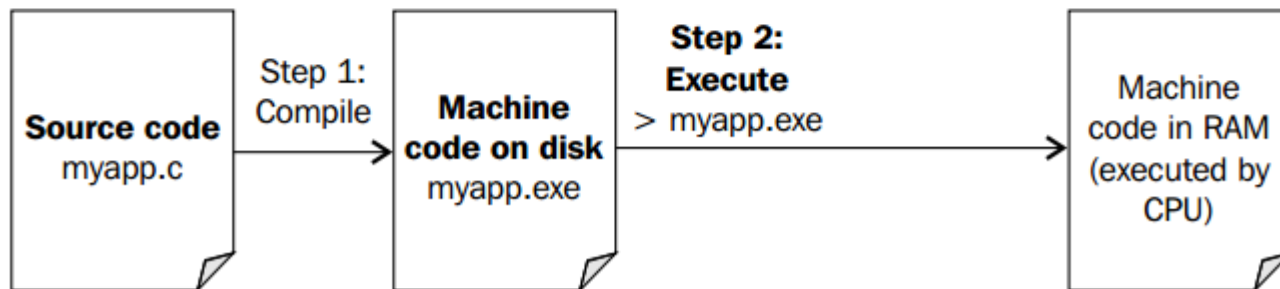 Source code
myapp.c
Step 1:
Compile
Machine
code on disk
myapp.exe
Step 2:
Execute
> myapp.exe
Machine
code in RAM
(executed by
CPU)